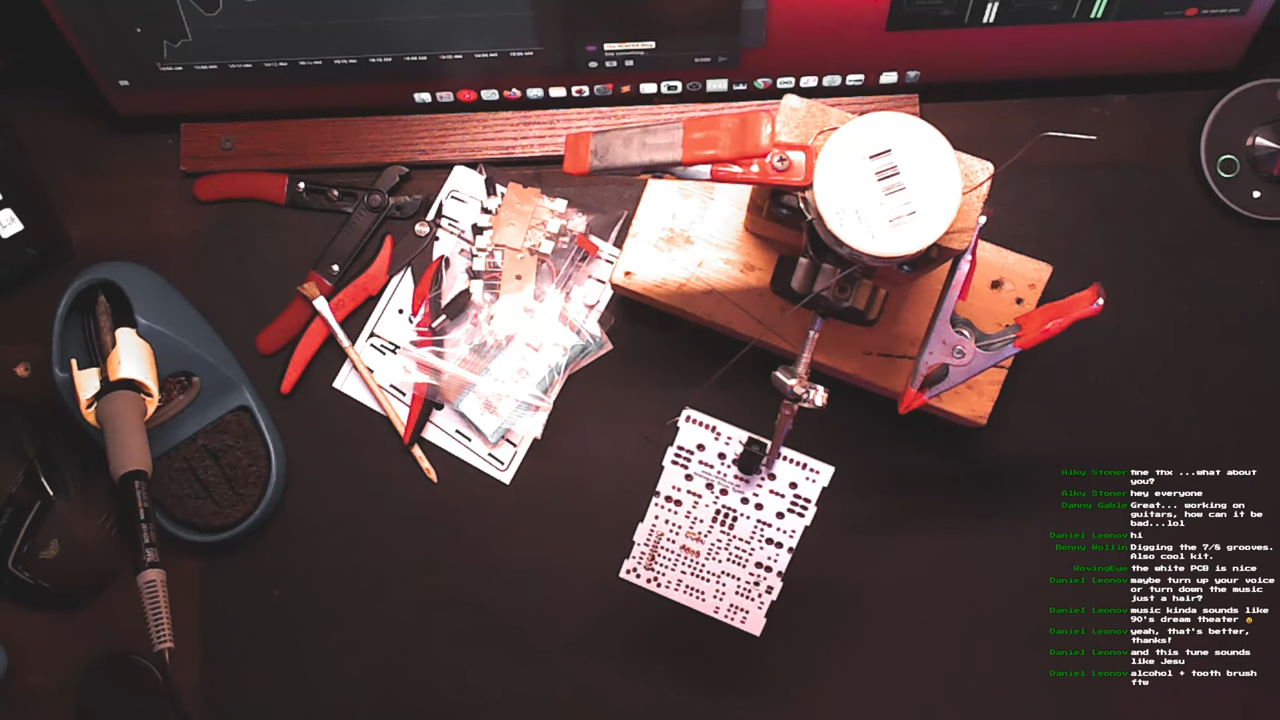 Alky Stoner fine thx ...what about
you?
Alky Stoner hey everyone
Danny Gable Great... working on
guitars, how can it be
bad...lol
Daniel Leonov hi
Benny Wollin Digging the 7/8 grooves.
Also cool kit.
RovingEye the white PCB is nice
Daniel Leonov maybe turn up your voice
or turn down the music
just a hair?
Daniel Leonov music kinda sounds like
90's dream theater 😉
Daniel Leonov yeah, that's better,
thanks!
Daniel Leonov and this tune sounds
like Jesu
Daniel Leonov alcohol + tooth brush
ftw